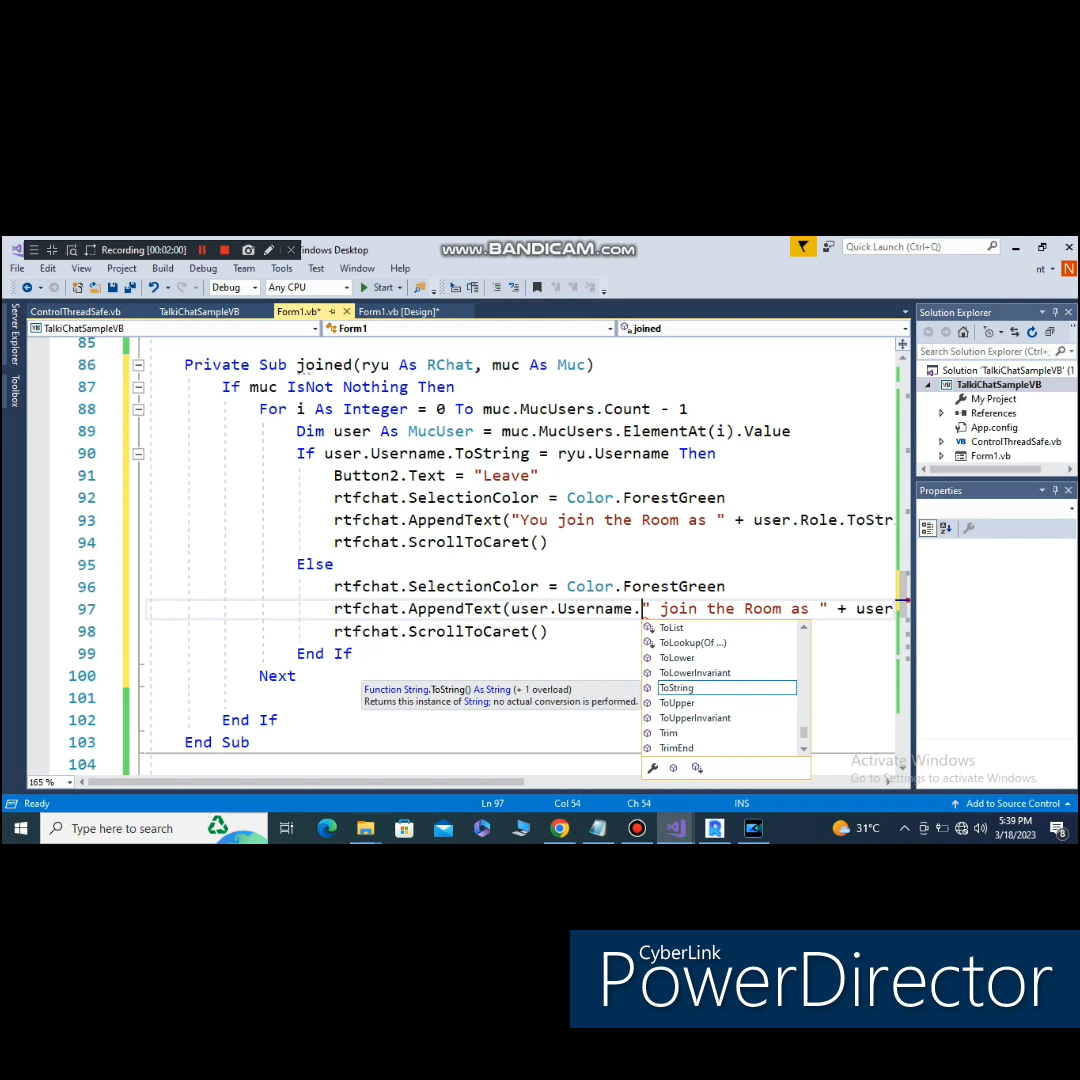 Recording [00:02:00] indows Desktop
www.BANDICAM.com
Quick Launch (Ctrl+Q)
File Edit View Project Build Debug Team Tools Test Window Help
nt
N
Debug Any CPU Start
ControlThreadSafe.vb TalkiChatSampleVB Form1.vb* Form1.vb [Design]*
TalkiChatSampleVB Form1 joined
Server Explorer
Toolbox
85
86 Private Sub joined(ryu As RChat, muc As Muc)
87 If muc IsNot Nothing Then
88 For i As Integer = 0 To muc.MucUsers.Count - 1
89 Dim user As MucUser = muc.MucUsers.ElementAt(i).Value
90 If user.Username.ToString = ryu.Username Then
91 Button2.Text = "Leave"
92 rtfchat.SelectionColor = Color.ForestGreen
93 rtfchat.AppendText("You join the Room as " + user.Role.ToStr
94 rtfchat.ScrollToCaret()
95 Else
96 rtfchat.SelectionColor = Color.ForestGreen
97 rtfchat.AppendText(user.Username." join the Room as " + user
98 rtfchat.ScrollToCaret()
99 End If
100 Next
101
102 End If
103 End Sub
104
ToList
ToLookup(Of ...)
ToLower
ToLowerInvariant
ToString
ToUpper
ToUpperInvariant
Trim
TrimEnd
Function String.ToString() As String (+ 1 overload)
Returns this instance of String; no actual conversion is performed.
Solution Explorer
Search Solution Explorer (Ctrl+;
Solution 'TalkiChatSampleVB' (1
TalkiChatSampleVB
My Project
References
App.config
VB ControlThreadSafe.vb
Form1.vb
Properties
Activate Windows
Go to Settings to activate Windows.
165 %
Ready Ln 97 Col 54 Ch 54 INS Add to Source Control
Type here to search
31°C
5:39 PM
3/18/2023
8
CyberLink
PowerDirector